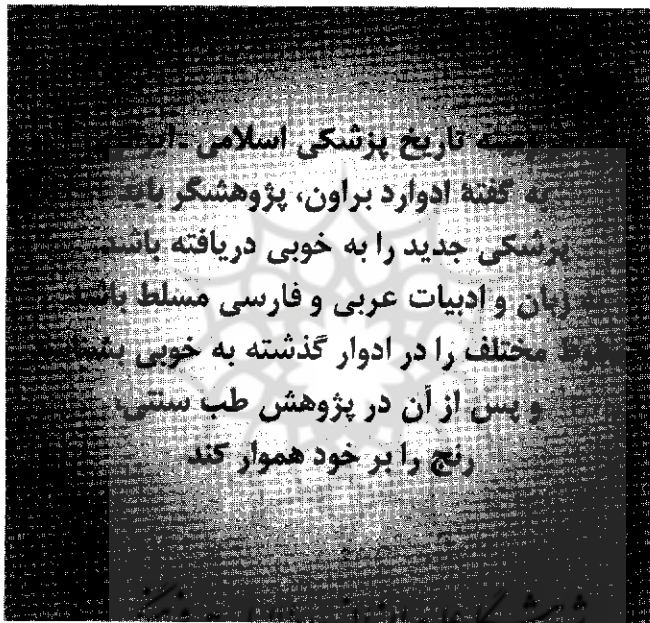 تاریخ پزشکی اسلامی ـ
به گفتهٔ ادوارد براون، پژوهشگر باید
پزشکی جدید را به خوبی دریافته باشد،
زبان و ادبیات عربی و فارسی مسلط باشد
مختلف را در ادوار گذشته به خوبی
و پس از آن در پژوهش طب سنتی،
رنج را بر خود هموار کند